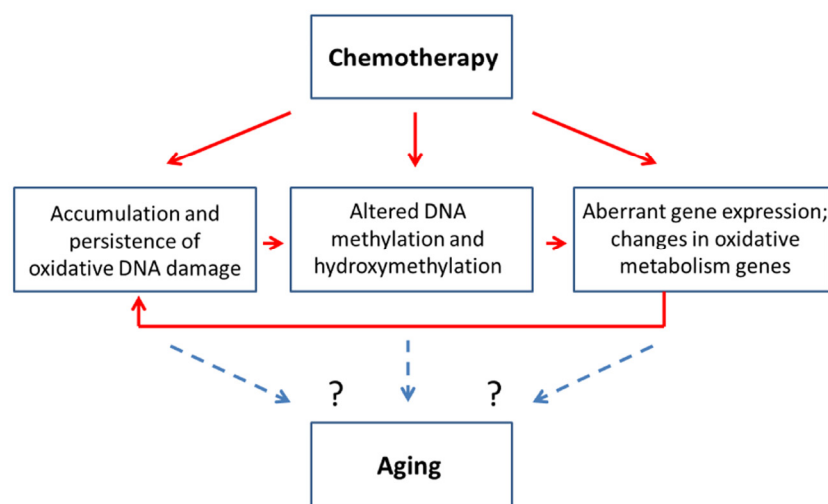 Chemotherapy
Accumulation and
persistence of
oxidative DNA damage
Altered DNA
methylation and
hydroxymethylation
Aberrant gene expression;
changes in oxidative
metabolism genes
? ?
Aging